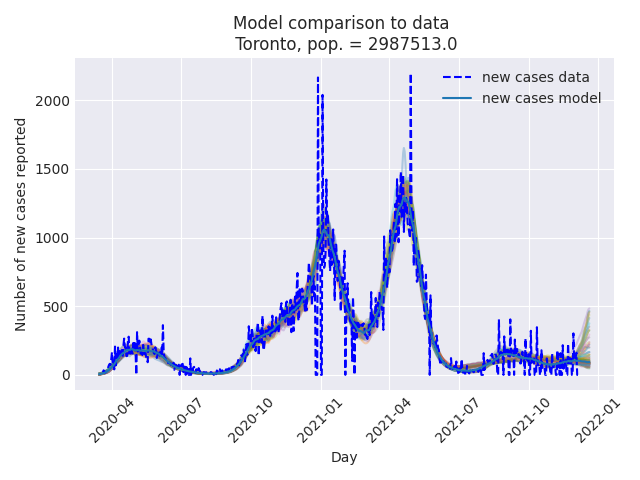 Model comparison to data
Toronto, pop. = 2987513.0
new cases data
new cases model
Number of new cases reported
2000
1500
1000
500
0
2020-04
2020-07
2020-10
2021-01
2021-04
2021-07
2021-10
2022-01
Day